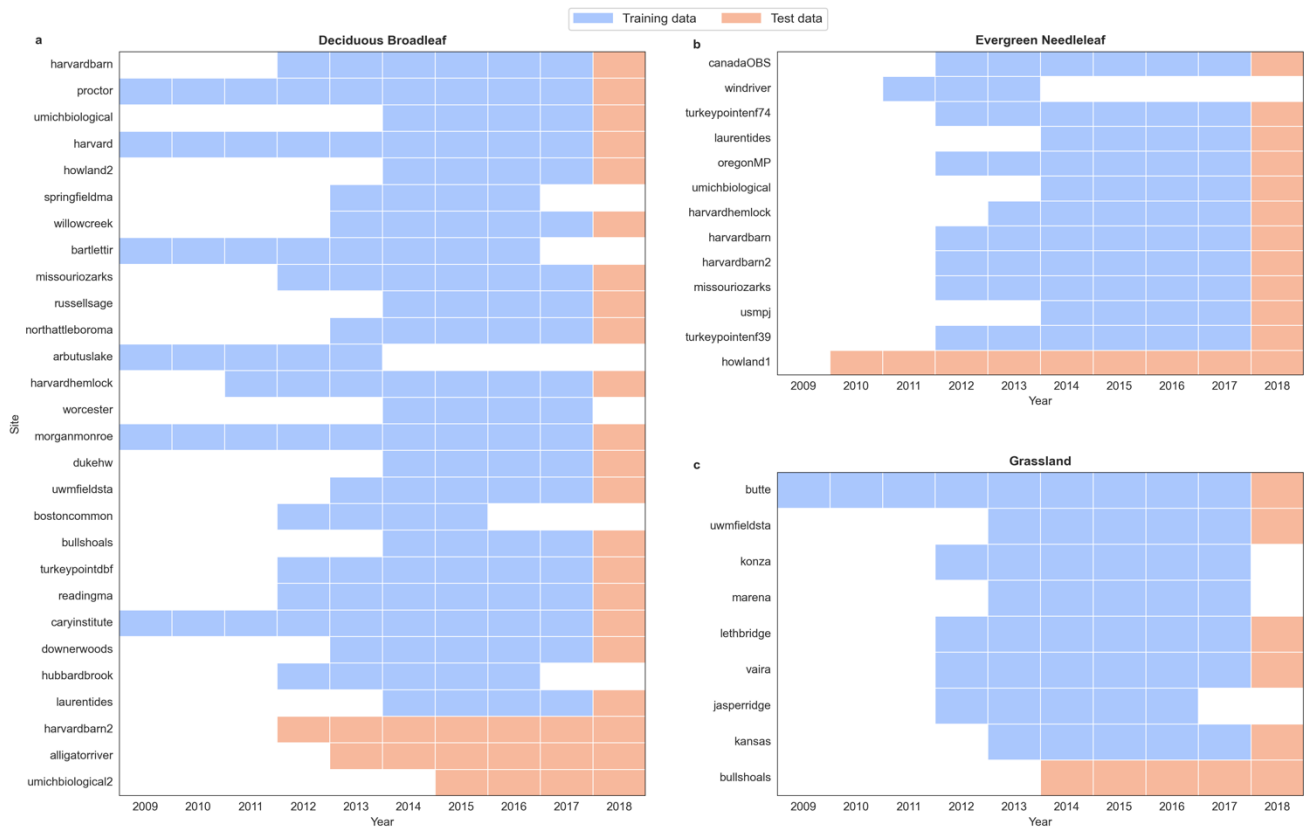 Training data
Test data
a
Deciduous Broadleaf
harvardbarn
proctor
umichbiological
harvard
howland2
springfieldma
willowcreek
bartlettir
missouriozarks
russellsage
northattleboroma
arbutuslake
harvardhemlock
worcester
morganmonroe
dukehw
uwmfieldsta
bostoncommon
bullshoals
turkeypointdbf
readingma
caryinstitute
downerwoods
hubbardbrook
laurentides
harvardbarn2
alligatorriver
umichbiological2
Site
2009 2010 2011 2012 2013 2014 2015 2016 2017 2018
Year
b
Evergreen Needleleaf
canadaOBS
windriver
turkeypointenf74
laurentides
oregonMP
umichbiological
harvardhemlock
harvardbarn
harvardbarn2
missouriozarks
usmpj
turkeypointenf39
howland1
2009 2010 2011 2012 2013 2014 2015 2016 2017 2018
Year
c
Grassland
butte
uwmfieldsta
konza
marena
lethbridge
vaira
jasperridge
kansas
bullshoals
2009 2010 2011 2012 2013 2014 2015 2016 2017 2018
Year